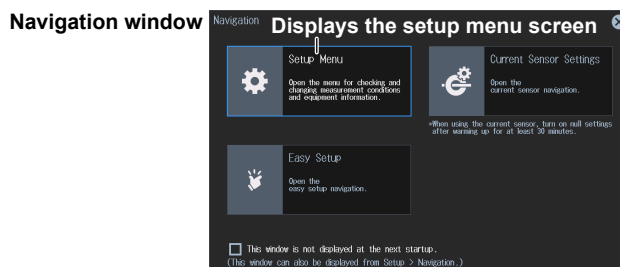 Navigation window
Navigation
Displays the setup menu screen
Setup Menu
Open the menu for checking and
changing measurement conditions
and equipment information.
Current Sensor Settings
Open the
current sensor navigation.
*When using the current sensor, turn on null settings
after warming up for at least 30 minutes.
Easy Setup
Open the
easy setup navigation.
This window is not displayed at the next startup.
(This window can also be displayed from Setup > Navigation.)